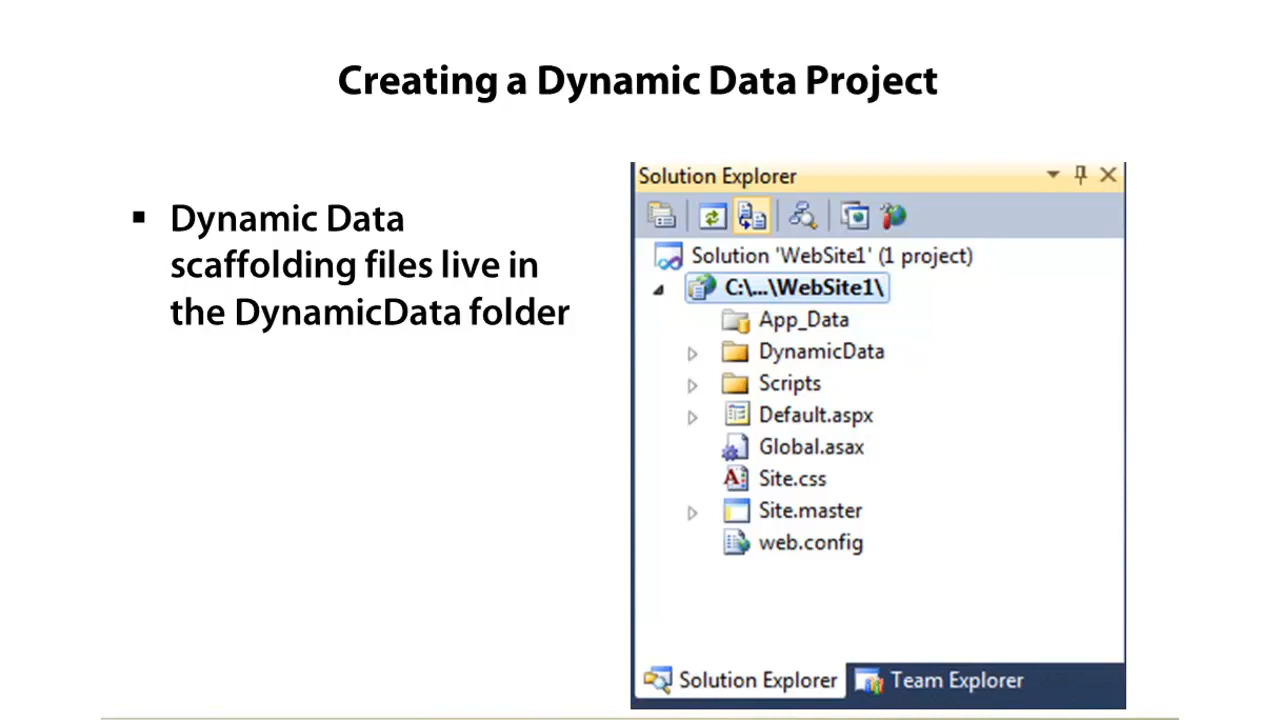 Creating a Dynamic Data Project
▪ Dynamic Data
scaffolding files live in
the DynamicData folder
Solution Explorer
Solution 'WebSite1' (1 project)
C:\...\WebSite1\
App_Data
DynamicData
Scripts
Default.aspx
Global.asax
Site.css
Site.master
web.config
Solution Explorer
Team Explorer